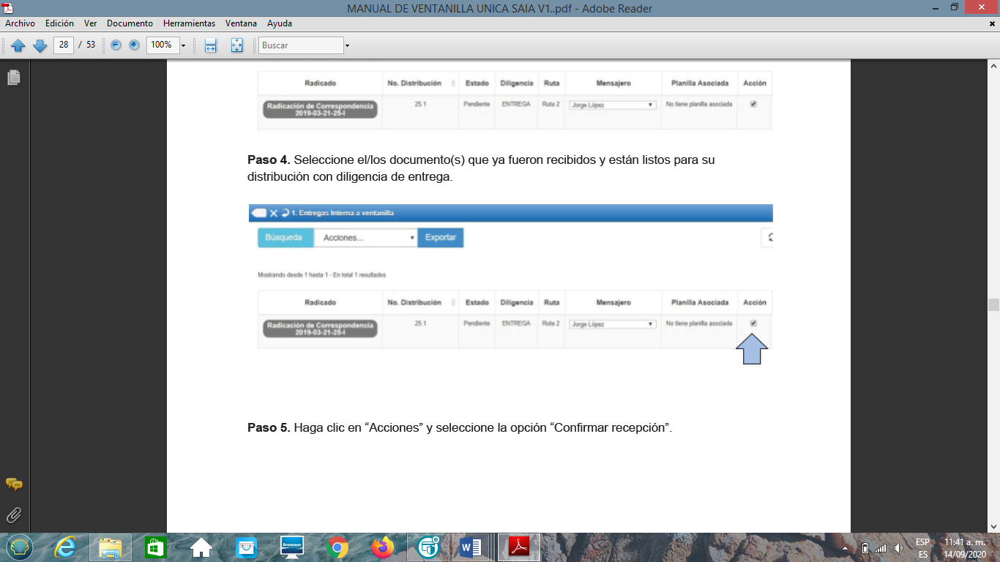 MANUAL DE VENTANILLA UNICA SAIA V1..pdf - Adobe Reader
Archivo Edición Ver Documento Herramientas Ventana Ayuda
28 / 53 100% Buscar
Radicado No. Distribución Estado Diligencia Ruta Mensajero Planilla Asociada Acción
Radicación de Correspondencia 25.1 Pendiente ENTREGA Ruta 2 Jorge López No tiene planilla asociada
2019-03-21-25-I
Paso 4. Seleccione el/los documento(s) que ya fueron recibidos y están listos para su
distribución con diligencia de entrega.
1. Entregas Interna a ventanilla
Búsqueda Acciones... Exportar
Mostrando desde 1 hasta 1 - En total 1 resultados
Radicado No. Distribución Estado Diligencia Ruta Mensajero Planilla Asociada Acción
Radicación de Correspondencia 25.1 Pendiente ENTREGA Ruta 2 Jorge López No tiene planilla asociada
2019-03-21-25-I
Paso 5. Haga clic en “Acciones” y seleccione la opción “Confirmar recepción”.
lenovo
ESP 11:41 a. m.
ES 14/09/2020